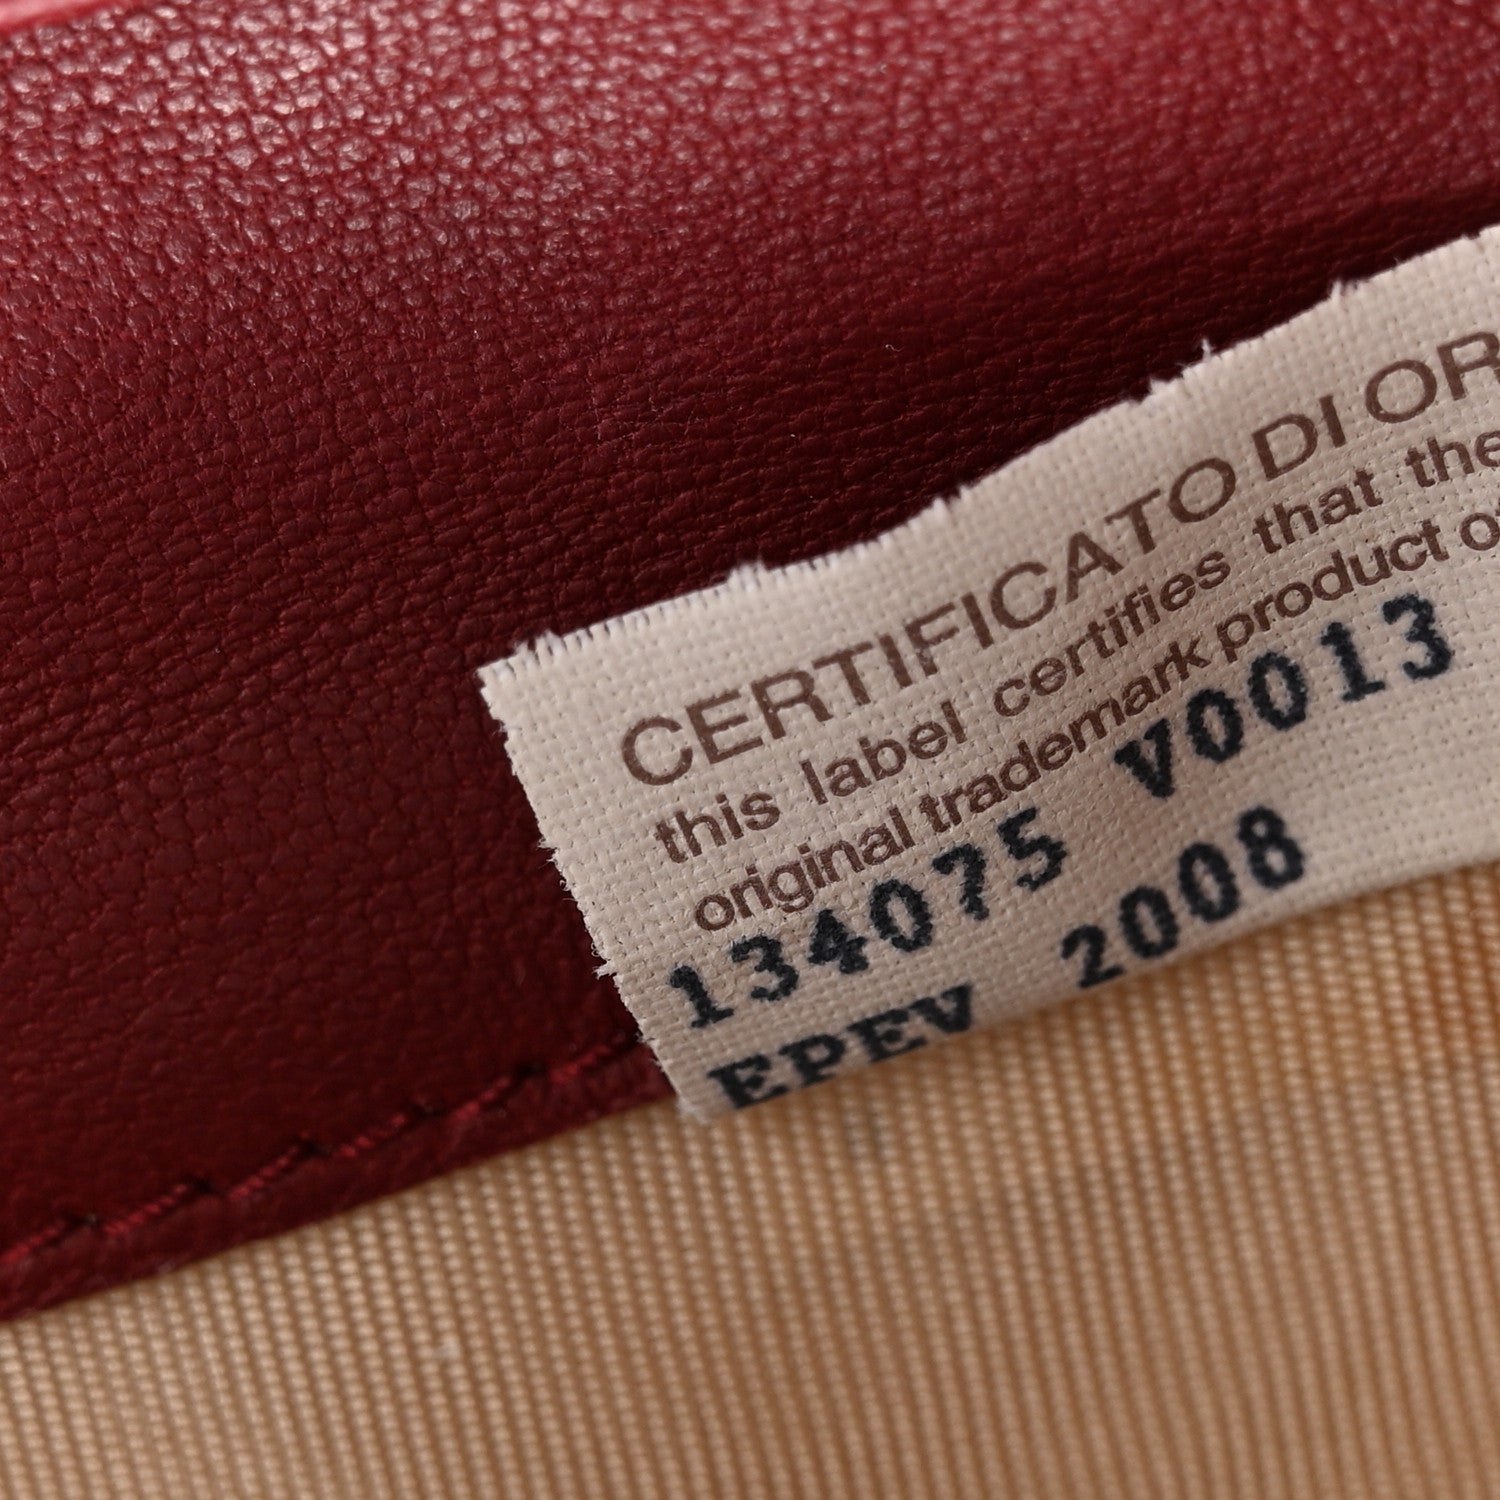 CERTIFICATO DI OR
this label certifies that the
original trademark product o
134075 V0013
EPEV 2008